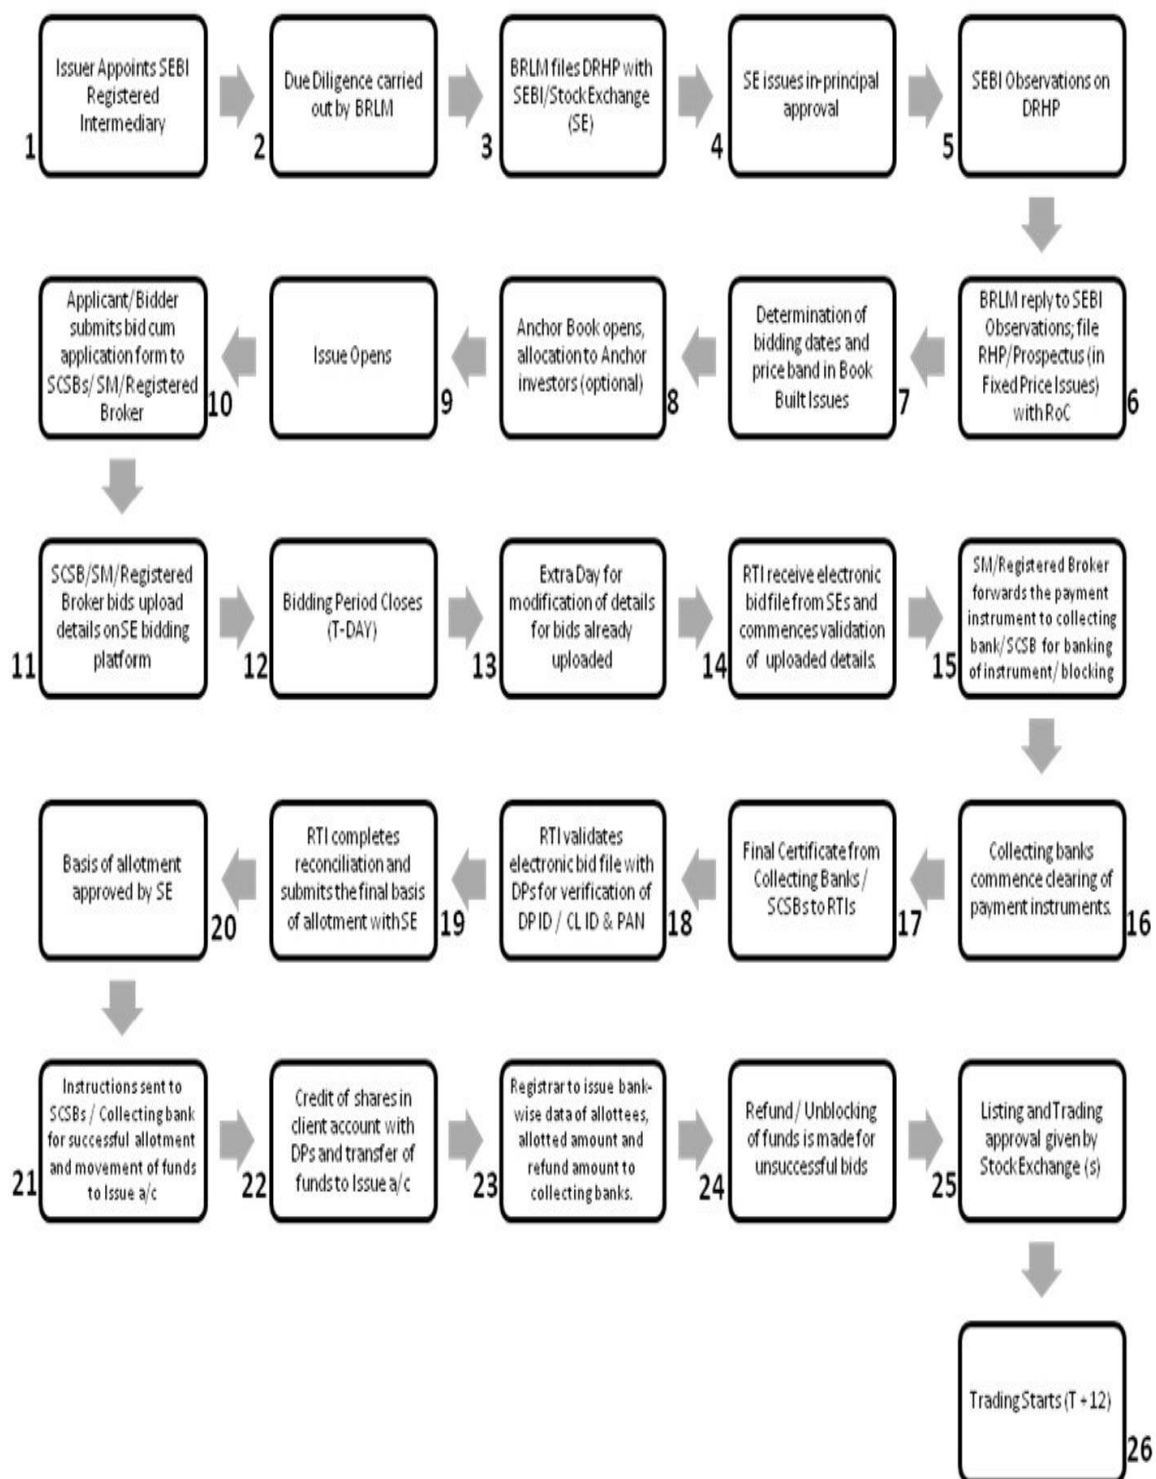 Issuer Appoints SEBI
Registered
Intermediary
1
Due Diligence carried
out by BRLM
2
BRLM files DRHP with
SEBI/Stock Exchange
(SE)
3
SE issues in-principal
approval
4
SEBI Observations on
DRHP
5
BRLM reply to SEBI
Observations; file
RHP/Prospectus (in
Fixed Price Issues)
with RoC
6
Determination of
bidding dates and
price band in Book
Built Issues
7
Anchor Book opens,
allocation to Anchor
investors (optional)
8
Issue Opens
9
Applicant/Bidder
submits bid cum
application form to
SCSBs/ SM/Registered
Broker
10
SCSB/SM/Registered
Broker bids upload
details on SE bidding
platform
11
Bidding Period Closes
(T-DAY)
12
Extra Day for
modification of details
for bids already
uploaded
13
RTI receive electronic
bid file from SEs and
commences validation
of uploaded details.
14
SM/Registered Broker
forwards the payment
instrument to collecting
bank/SCSB for banking
of instrument/ blocking
15
Collecting banks
commence clearing of
payment instruments.
16
Final Certificate from
Collecting Banks /
SCSBs to RTIs
17
RTI validates
electronic bid file with
DPs for verification of
DP ID / CL ID & PAN
18
RTI completes
reconciliation and
submits the final basis
of allotment with SE
19
Basis of allotment
approved by SE
20
Instructions sent to
SCSBs / Collecting bank
for successful allotment
and movement of funds
to Issue a/c
21
Credit of shares in
client account with
DPs and transfer of
funds to Issue a/c
22
Registrar to issue bank-
wise data of allottees,
allotted amount and
refund amount to
collecting banks.
23
Refund / Unblocking
of funds is made for
unsuccessful bids
24
Listing and Trading
approval given by
Stock Exchange (s)
25
Trading Starts (T + 12)
26